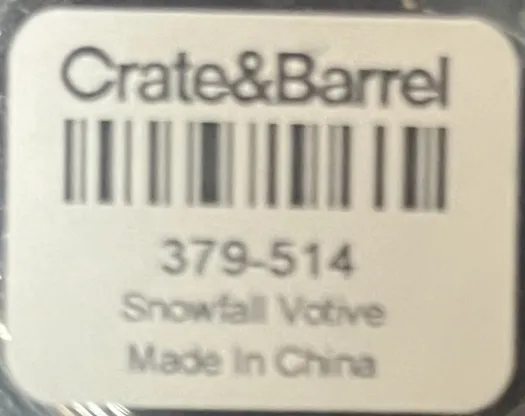 Crate&Barrel
379-514
Snowfall Votive
Made In China